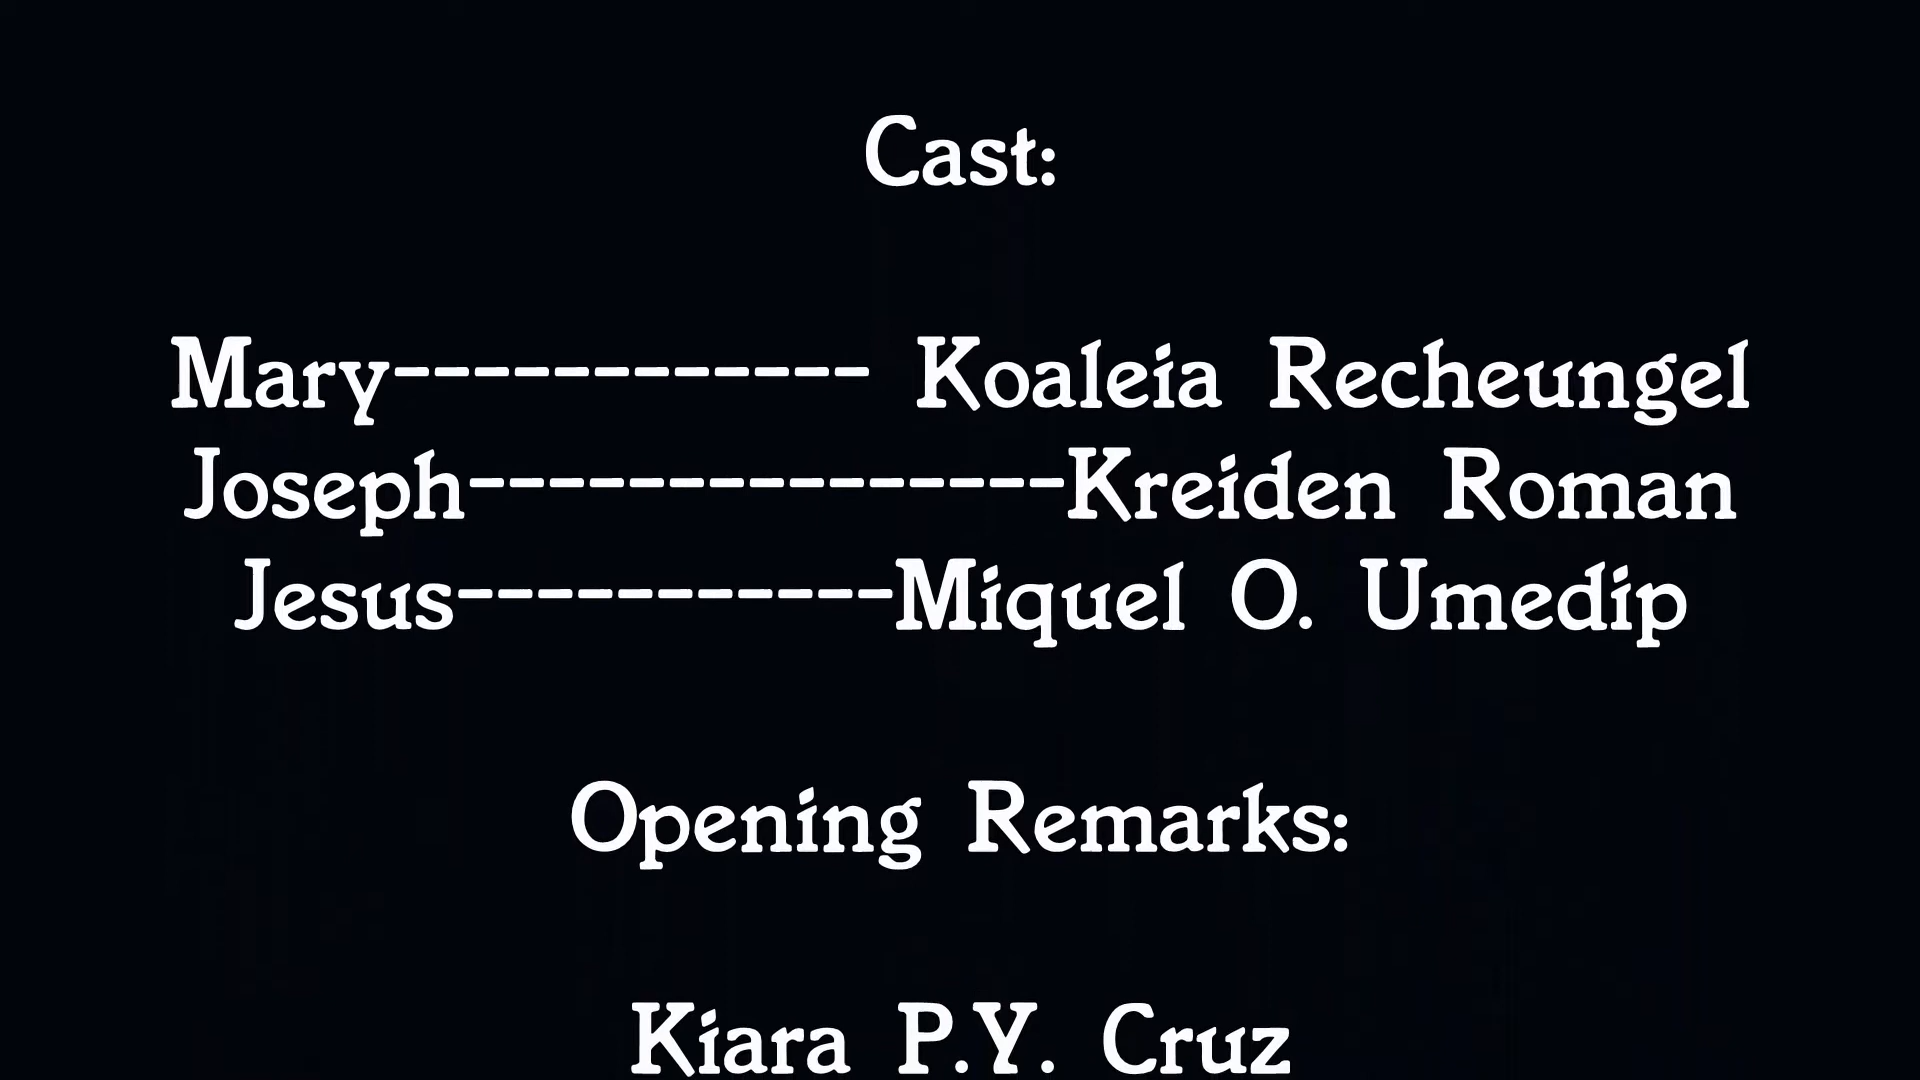 Cast:
Mary------------ Koaleia Recheungel
Joseph---------------Kreiden Roman
Jesus-----------Miquel O. Umedip
Opening Remarks:
Kiara P.Y. Cruz